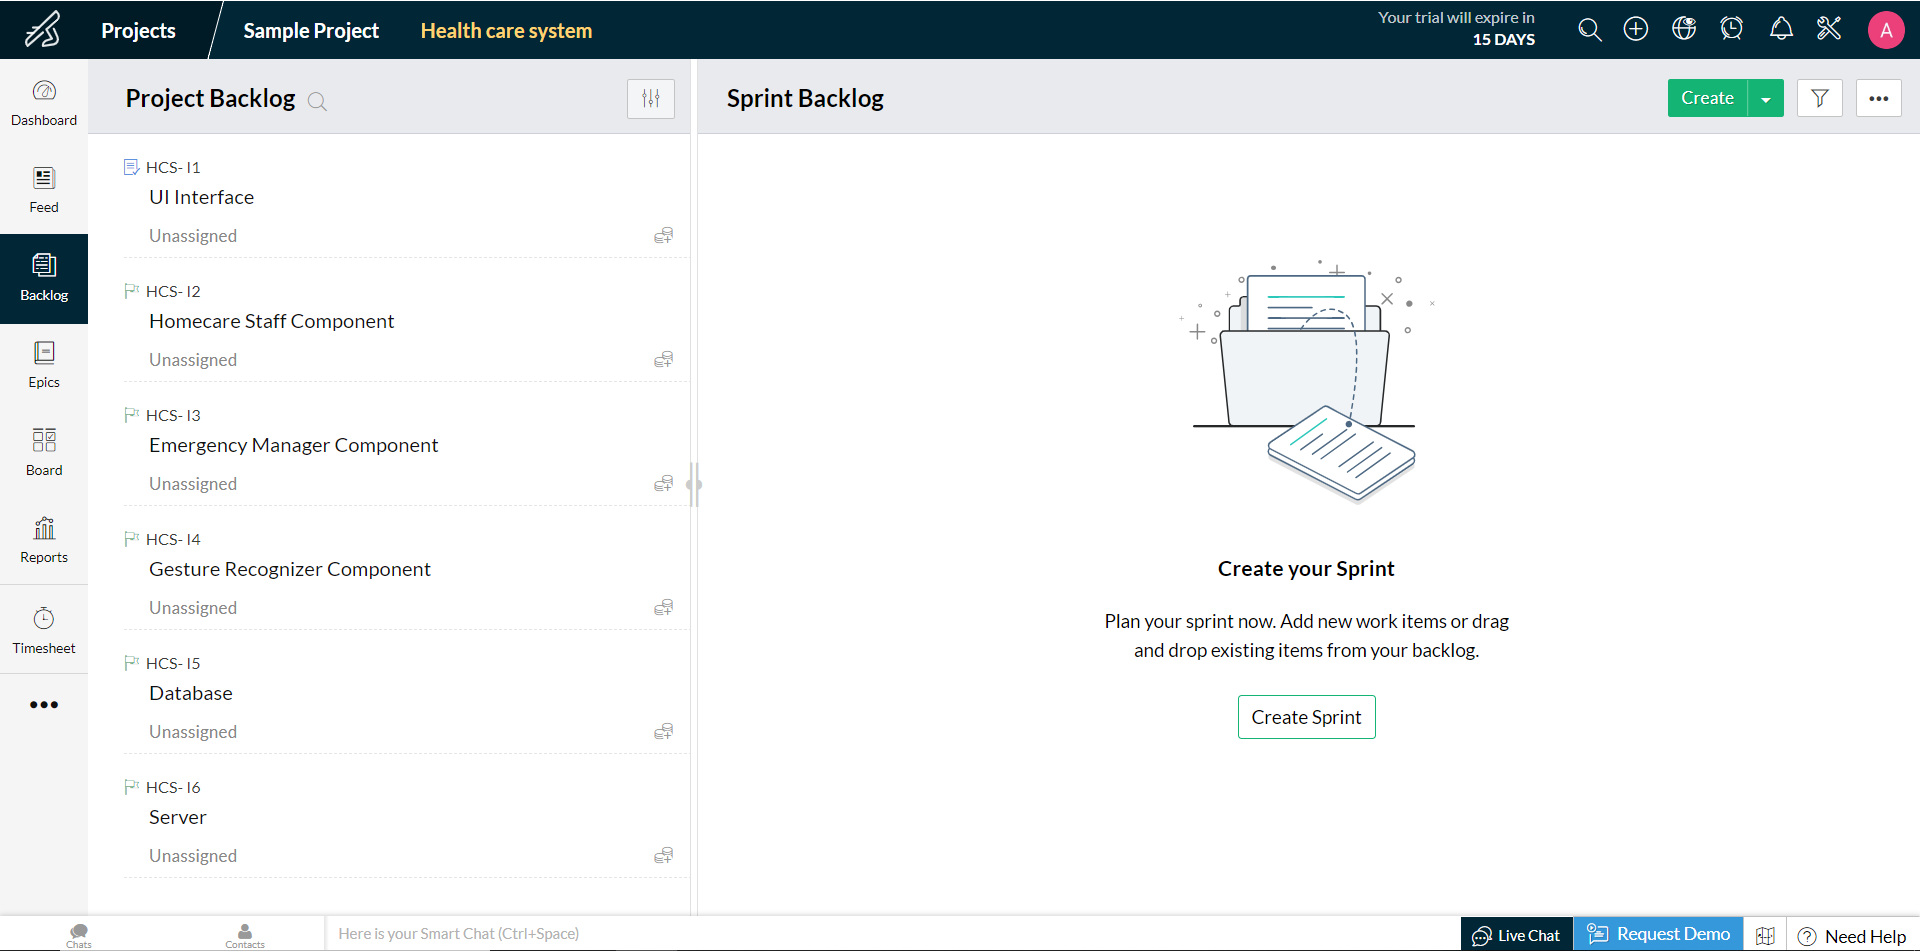 Projects
Sample Project
Health care system
Your trial will expire in
15 DAYS
A
Dashboard
Feed
Backlog
Epics
Board
Reports
Timesheet
Project Backlog
HCS- I1
UI Interface
Unassigned
HCS- I2
Homecare Staff Component
Unassigned
HCS- I3
Emergency Manager Component
Unassigned
HCS- I4
Gesture Recognizer Component
Unassigned
HCS- I5
Database
Unassigned
HCS- I6
Server
Unassigned
Sprint Backlog
Create
Create your Sprint
Plan your sprint now. Add new work items or drag
and drop existing items from your backlog.
Create Sprint
Chats
Contacts
Here is your Smart Chat (Ctrl+Space)
Live Chat
Request Demo
Need Help